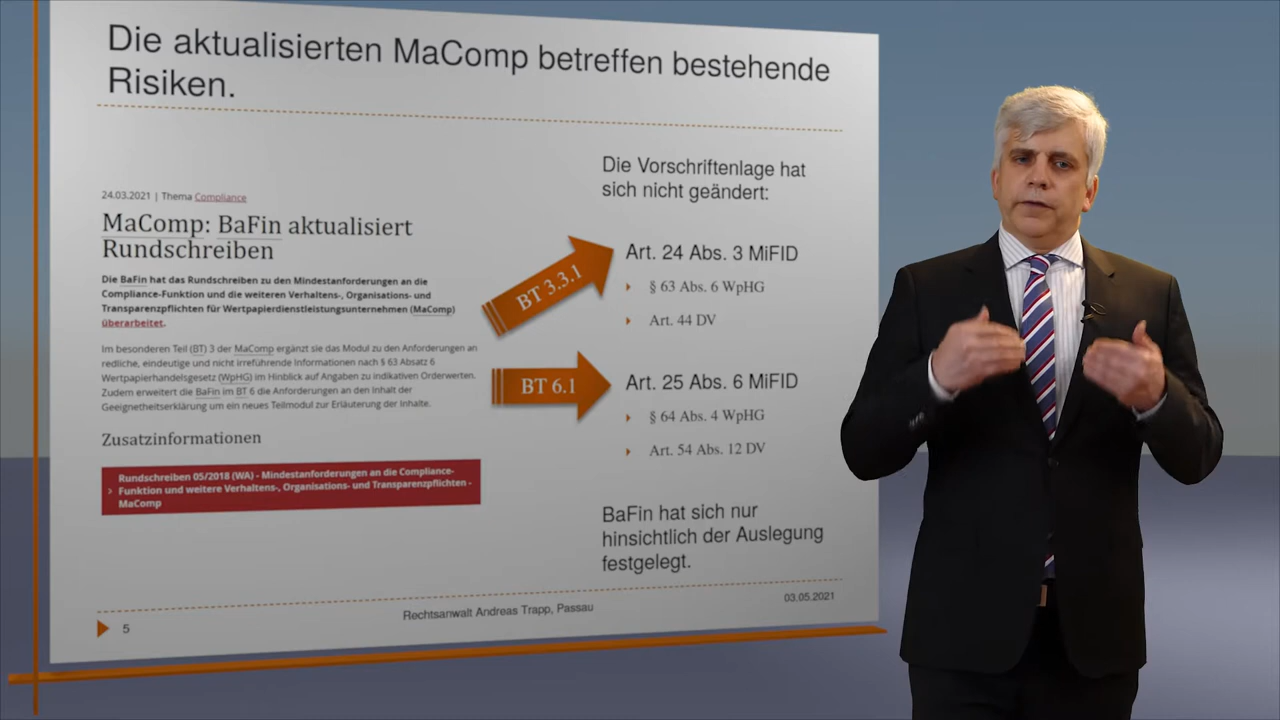 Die aktualisierten MaComp betreffen bestehende
Risiken.
24.03.2021 | Thema Compliance
MaComp: BaFin aktualisiert
Rundschreiben
Die BaFin hat das Rundschreiben zu den Mindestanforderungen an die
Compliance-Funktion und die weiteren Verhaltens-, Organisations- und
Transparenzpflichten für Wertpapierdienstleistungsunternehmen (MaComp)
überarbeitet.
Im besonderen Teil (BT) 3 der MaComp ergänzt sie das Modul zu den Anforderungen an
redliche, eindeutige und nicht irreführende Informationen nach § 63 Absatz 6
Wertpapierhandelsgesetz (WpHG) im Hinblick auf Angaben zu indikativen Orderwerten.
Zudem erweitert die BaFin im BT 6 die Anforderungen an den Inhalt der
Geeignetheitserklärung um ein neues Teilmodul zur Erläuterung der Inhalte.
Zusatzinformationen
Rundschreiben 05/2018 (WA) - Mindestanforderungen an die Compliance-
Funktion und weitere Verhaltens-, Organisations- und Transparenzpflichten -
MaComp
BT 3.3.1
BT 6.1
Die Vorschriftenlage hat
sich nicht geändert:
Art. 24 Abs. 3 MiFID
§ 63 Abs. 6 WpHG
Art. 44 DV
Art. 25 Abs. 6 MiFID
§ 64 Abs. 4 WpHG
Art. 54 Abs. 12 DV
BaFin hat sich nur
hinsichtlich der Auslegung
festgelegt.
5
Rechtsanwalt Andreas Trapp, Passau
03.05.2021